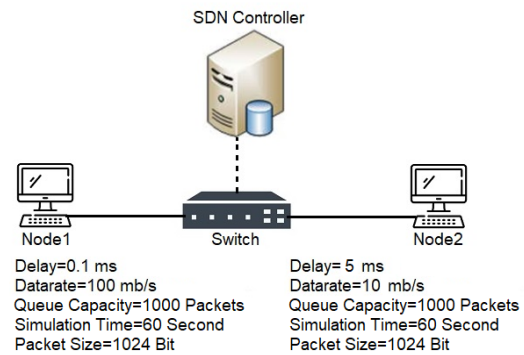 SDN Controller
Node1
Switch
Node2
Delay=0.1 ms
Datarate=100 mb/s
Queue Capacity=1000 Packets
Simulation Time=60 Second
Packet Size=1024 Bit
Delay= 5 ms
Datarate=10 mb/s
Queue Capacity=1000 Packets
Simulation Time=60 Second
Packet Size=1024 Bit